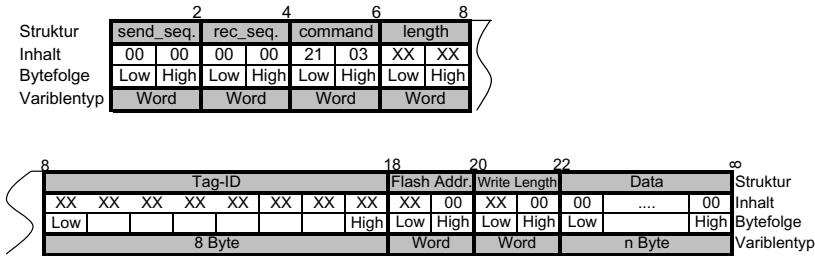 2 4 6 8
Struktur send_seq. rec_seq. command length
Inhalt 00 00 00 00 21 03 XX XX
Bytefolge Low High Low High Low High Low High
Variblentyp Word Word Word Word
8 18 20 22 ∞
Tag-ID Flash Addr. Write Length Data Struktur
XX XX XX XX XX XX XX XX XX 00 XX 00 00 .... 00 Inhalt
Low High Low High Low High Low High Bytefolge
8 Byte Word Word n Byte Variblentyp